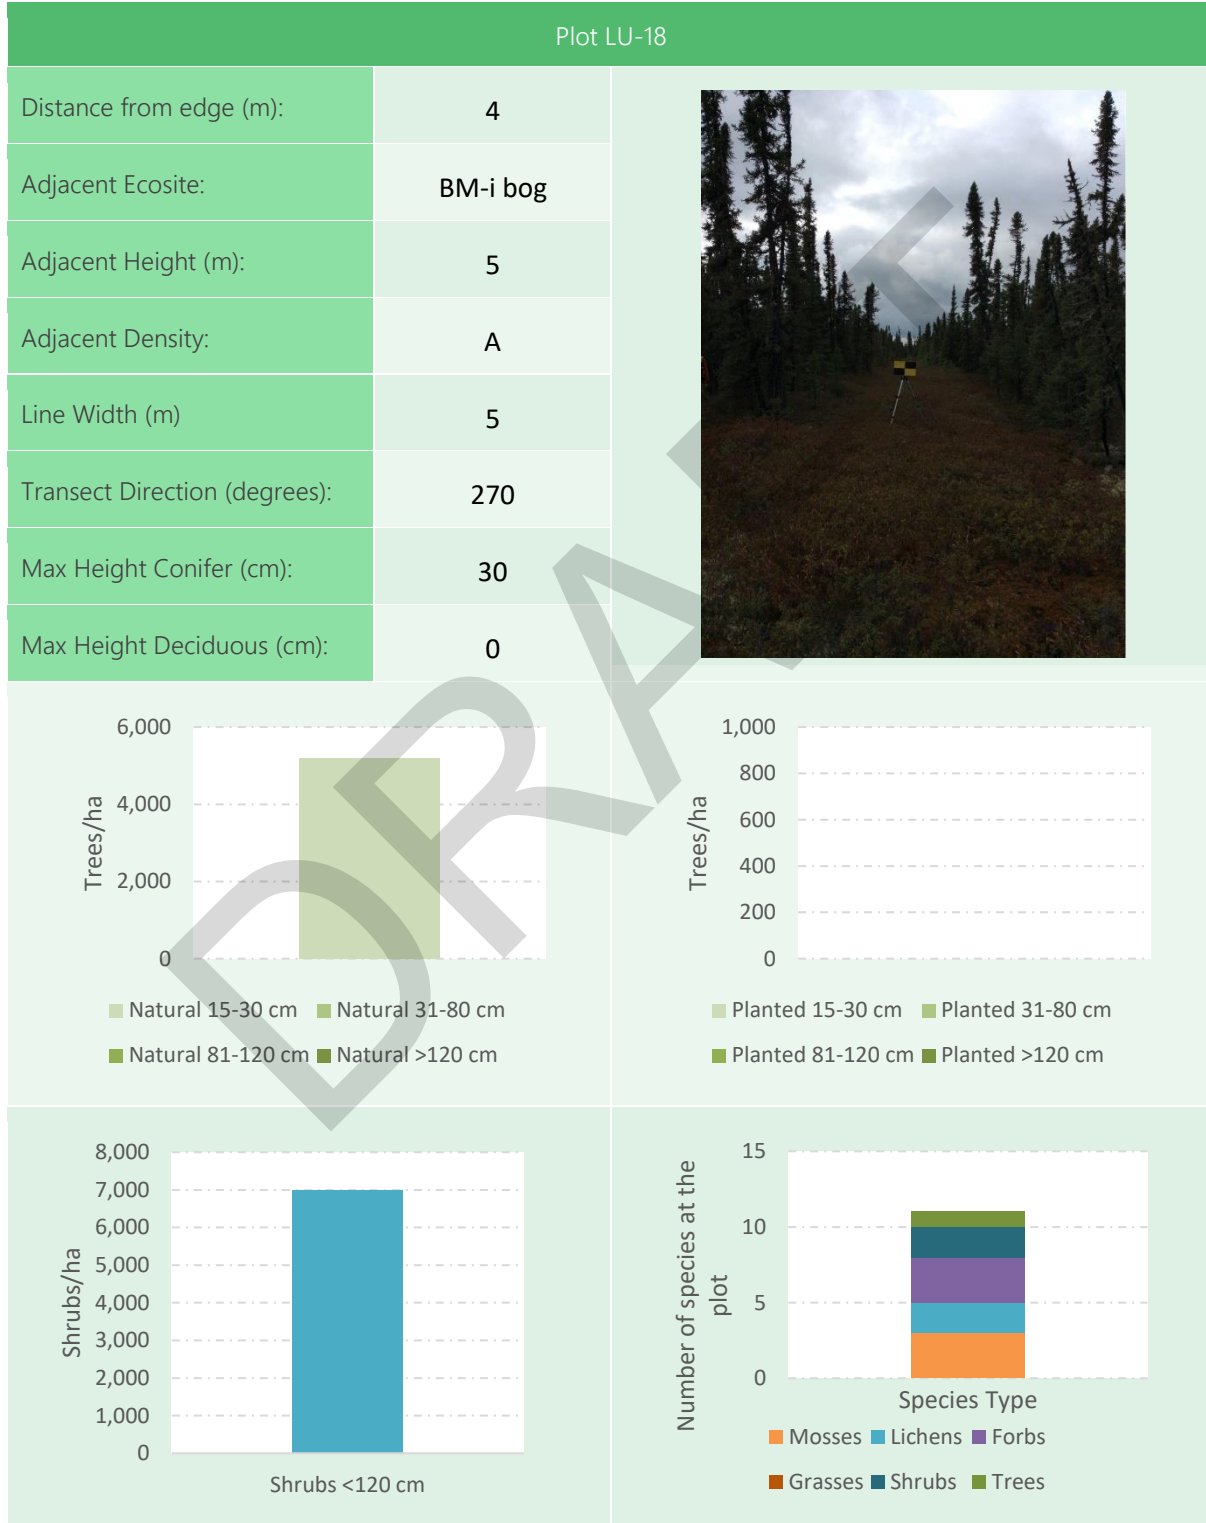 Plot LU-18
Distance from edge (m): 4
Adjacent Ecosite: BM-i bog
Adjacent Height (m): 5
Adjacent Density: A
Line Width (m) 5
Transect Direction (degrees): 270
Max Height Conifer (cm): 30
Max Height Deciduous (cm): 0
Trees/ha
6,000
4,000
2,000
0
Natural 15-30 cm Natural 31-80 cm
Natural 81-120 cm Natural >120 cm
Trees/ha
1,000
800
600
400
200
0
Planted 15-30 cm Planted 31-80 cm
Planted 81-120 cm Planted >120 cm
Shrubs/ha
8,000
7,000
6,000
5,000
4,000
3,000
2,000
1,000
0
Shrubs <120 cm
Number of species at the
plot
15
10
5
0
Species Type
Mosses Lichens Forbs
Grasses Shrubs Trees
DRAFT